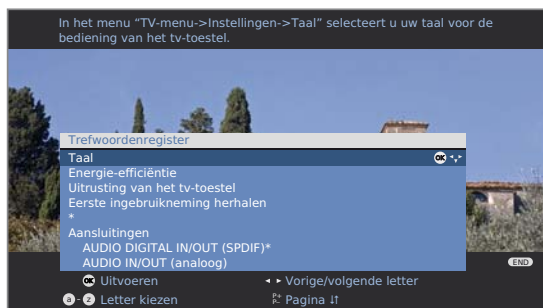 In het menu “TV-menu->Instellingen->Taal” selecteert u uw taal voor de
bediening van het tv-toestel.
Trefwoordenregister
Taal OK
Energie-efficiëntie
Uitrusting van het tv-toestel
Eerste ingebruikneming herhalen
*
Aansluitingen
AUDIO DIGITAL IN/OUT (SPDIF)*
AUDIO IN/OUT (analoog)
END
OK Uitvoeren Vorige/volgende letter
a - z Letter kiezen P+ P- Pagina